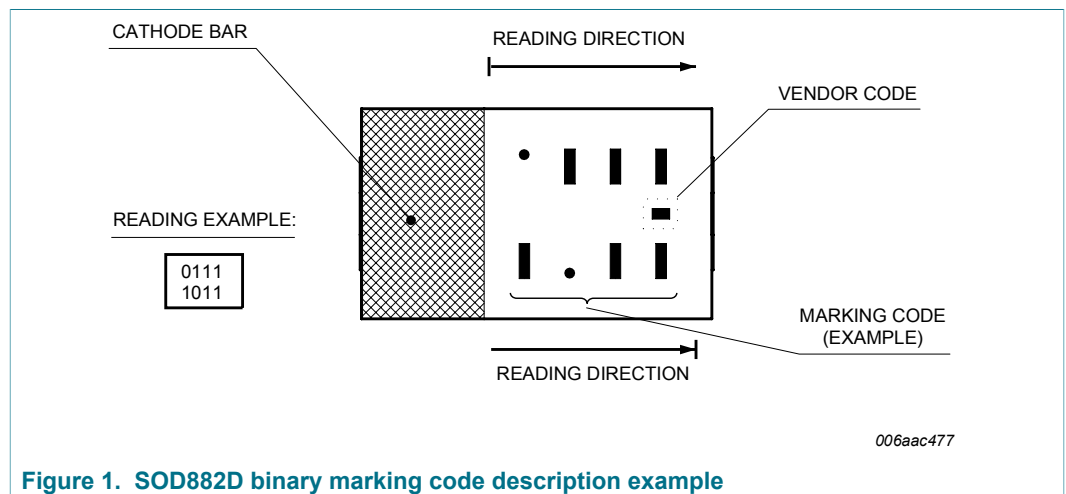 CATHODE BAR
READING DIRECTION
VENDOR CODE
READING EXAMPLE:
0111
1011
MARKING CODE
(EXAMPLE)
READING DIRECTION
006aac477
Figure 1. SOD882D binary marking code description example